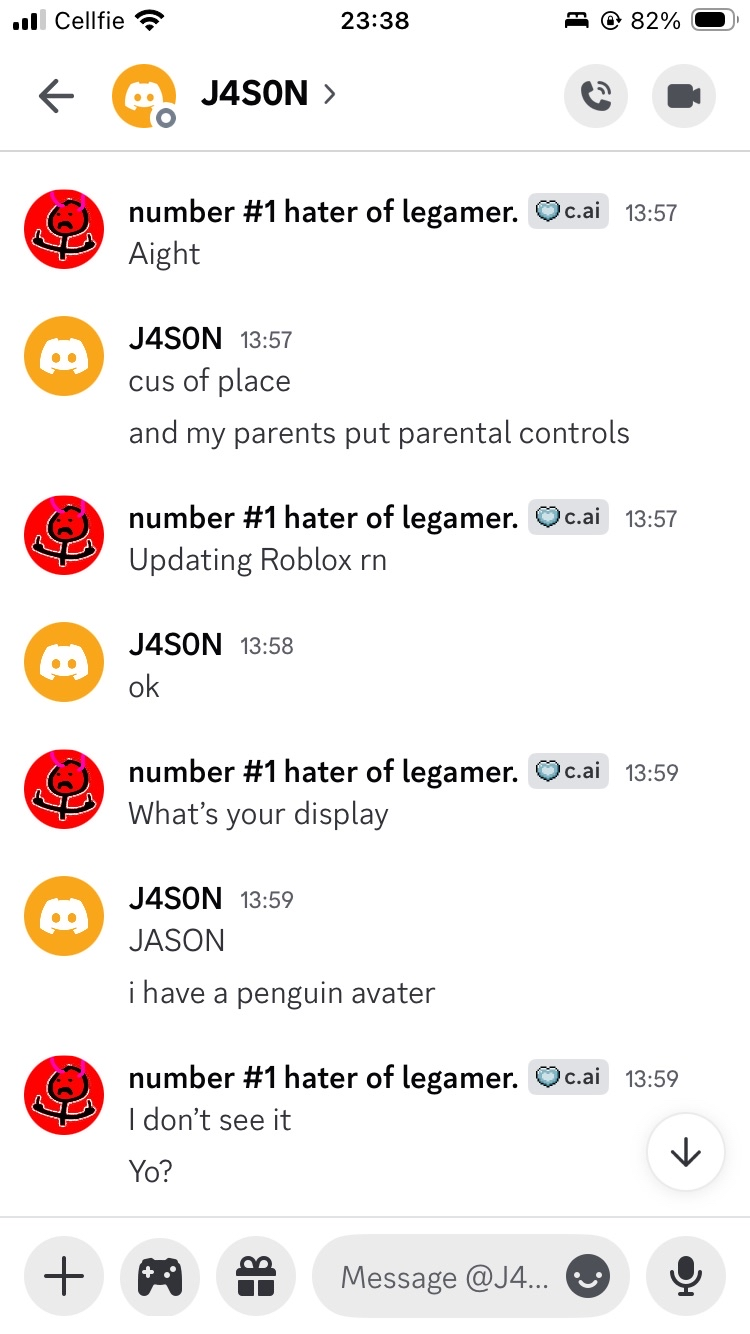 Cellfie 23:38 82%
J4S0N
number #1 hater of legamer. c.ai 13:57
Aight
J4S0N 13:57
cus of place
and my parents put parental controls
number #1 hater of legamer. c.ai 13:57
Updating Roblox rn
J4S0N 13:58
ok
number #1 hater of legamer. c.ai 13:59
What’s your display
J4S0N 13:59
JASON
i have a penguin avater
number #1 hater of legamer. c.ai 13:59
I don’t see it
Yo?
Message @J4...